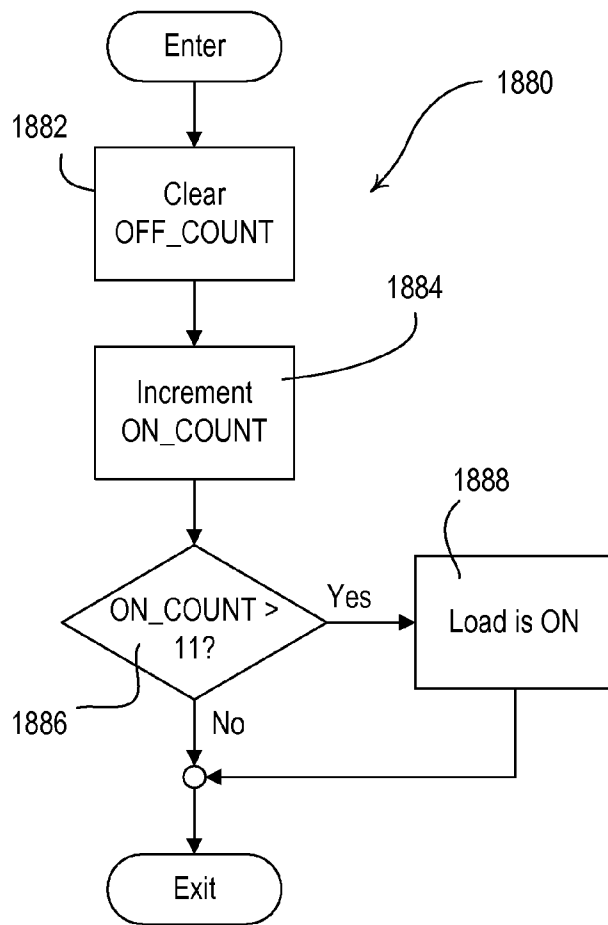 Enter
1880
1882
Clear
OFF_COUNT
1884
Increment
ON_COUNT
1888
ON_COUNT >
11?
Yes
Load is ON
1886
No
Exit